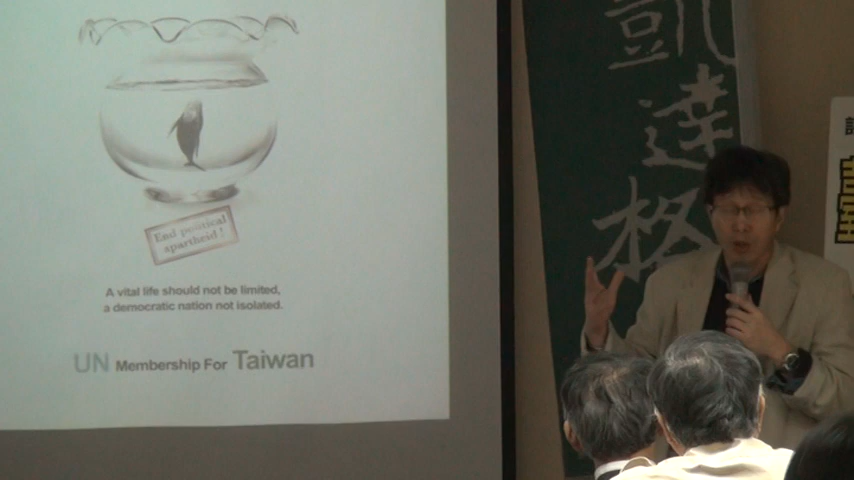 End political
apartheid!
A vital life should not be limited,
a democratic nation not isolated.
UN Membership For Taiwan
凱
達
格